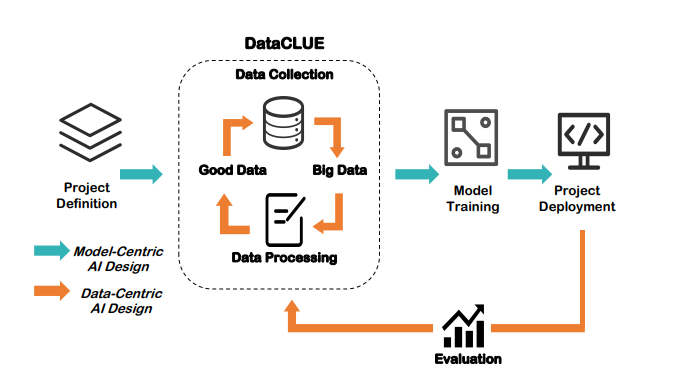 DataCLUE
Data Collection
Good Data
Big Data
Data Processing
Project
Definition
Model
Training
Project
Deployment
Model-Centric
AI Design
Data-Centric
AI Design
Evaluation